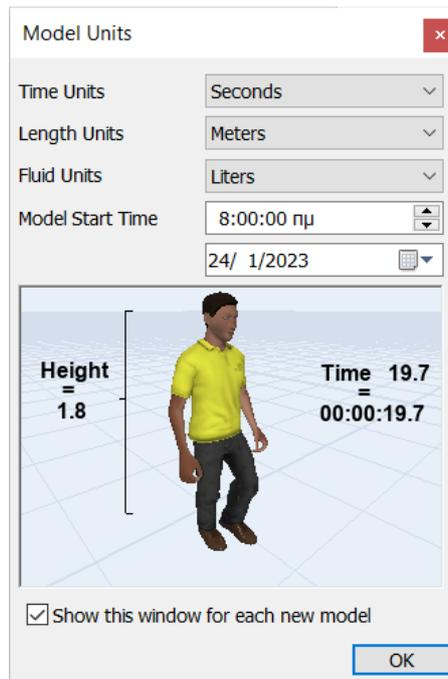 Model Units
Time Units Seconds
Length Units Meters
Fluid Units Liters
Model Start Time 8:00:00 πμ
24/ 1/2023
Height
=
1.8
Time 19.7
=
00:00:19.7
Show this window for each new model
OK